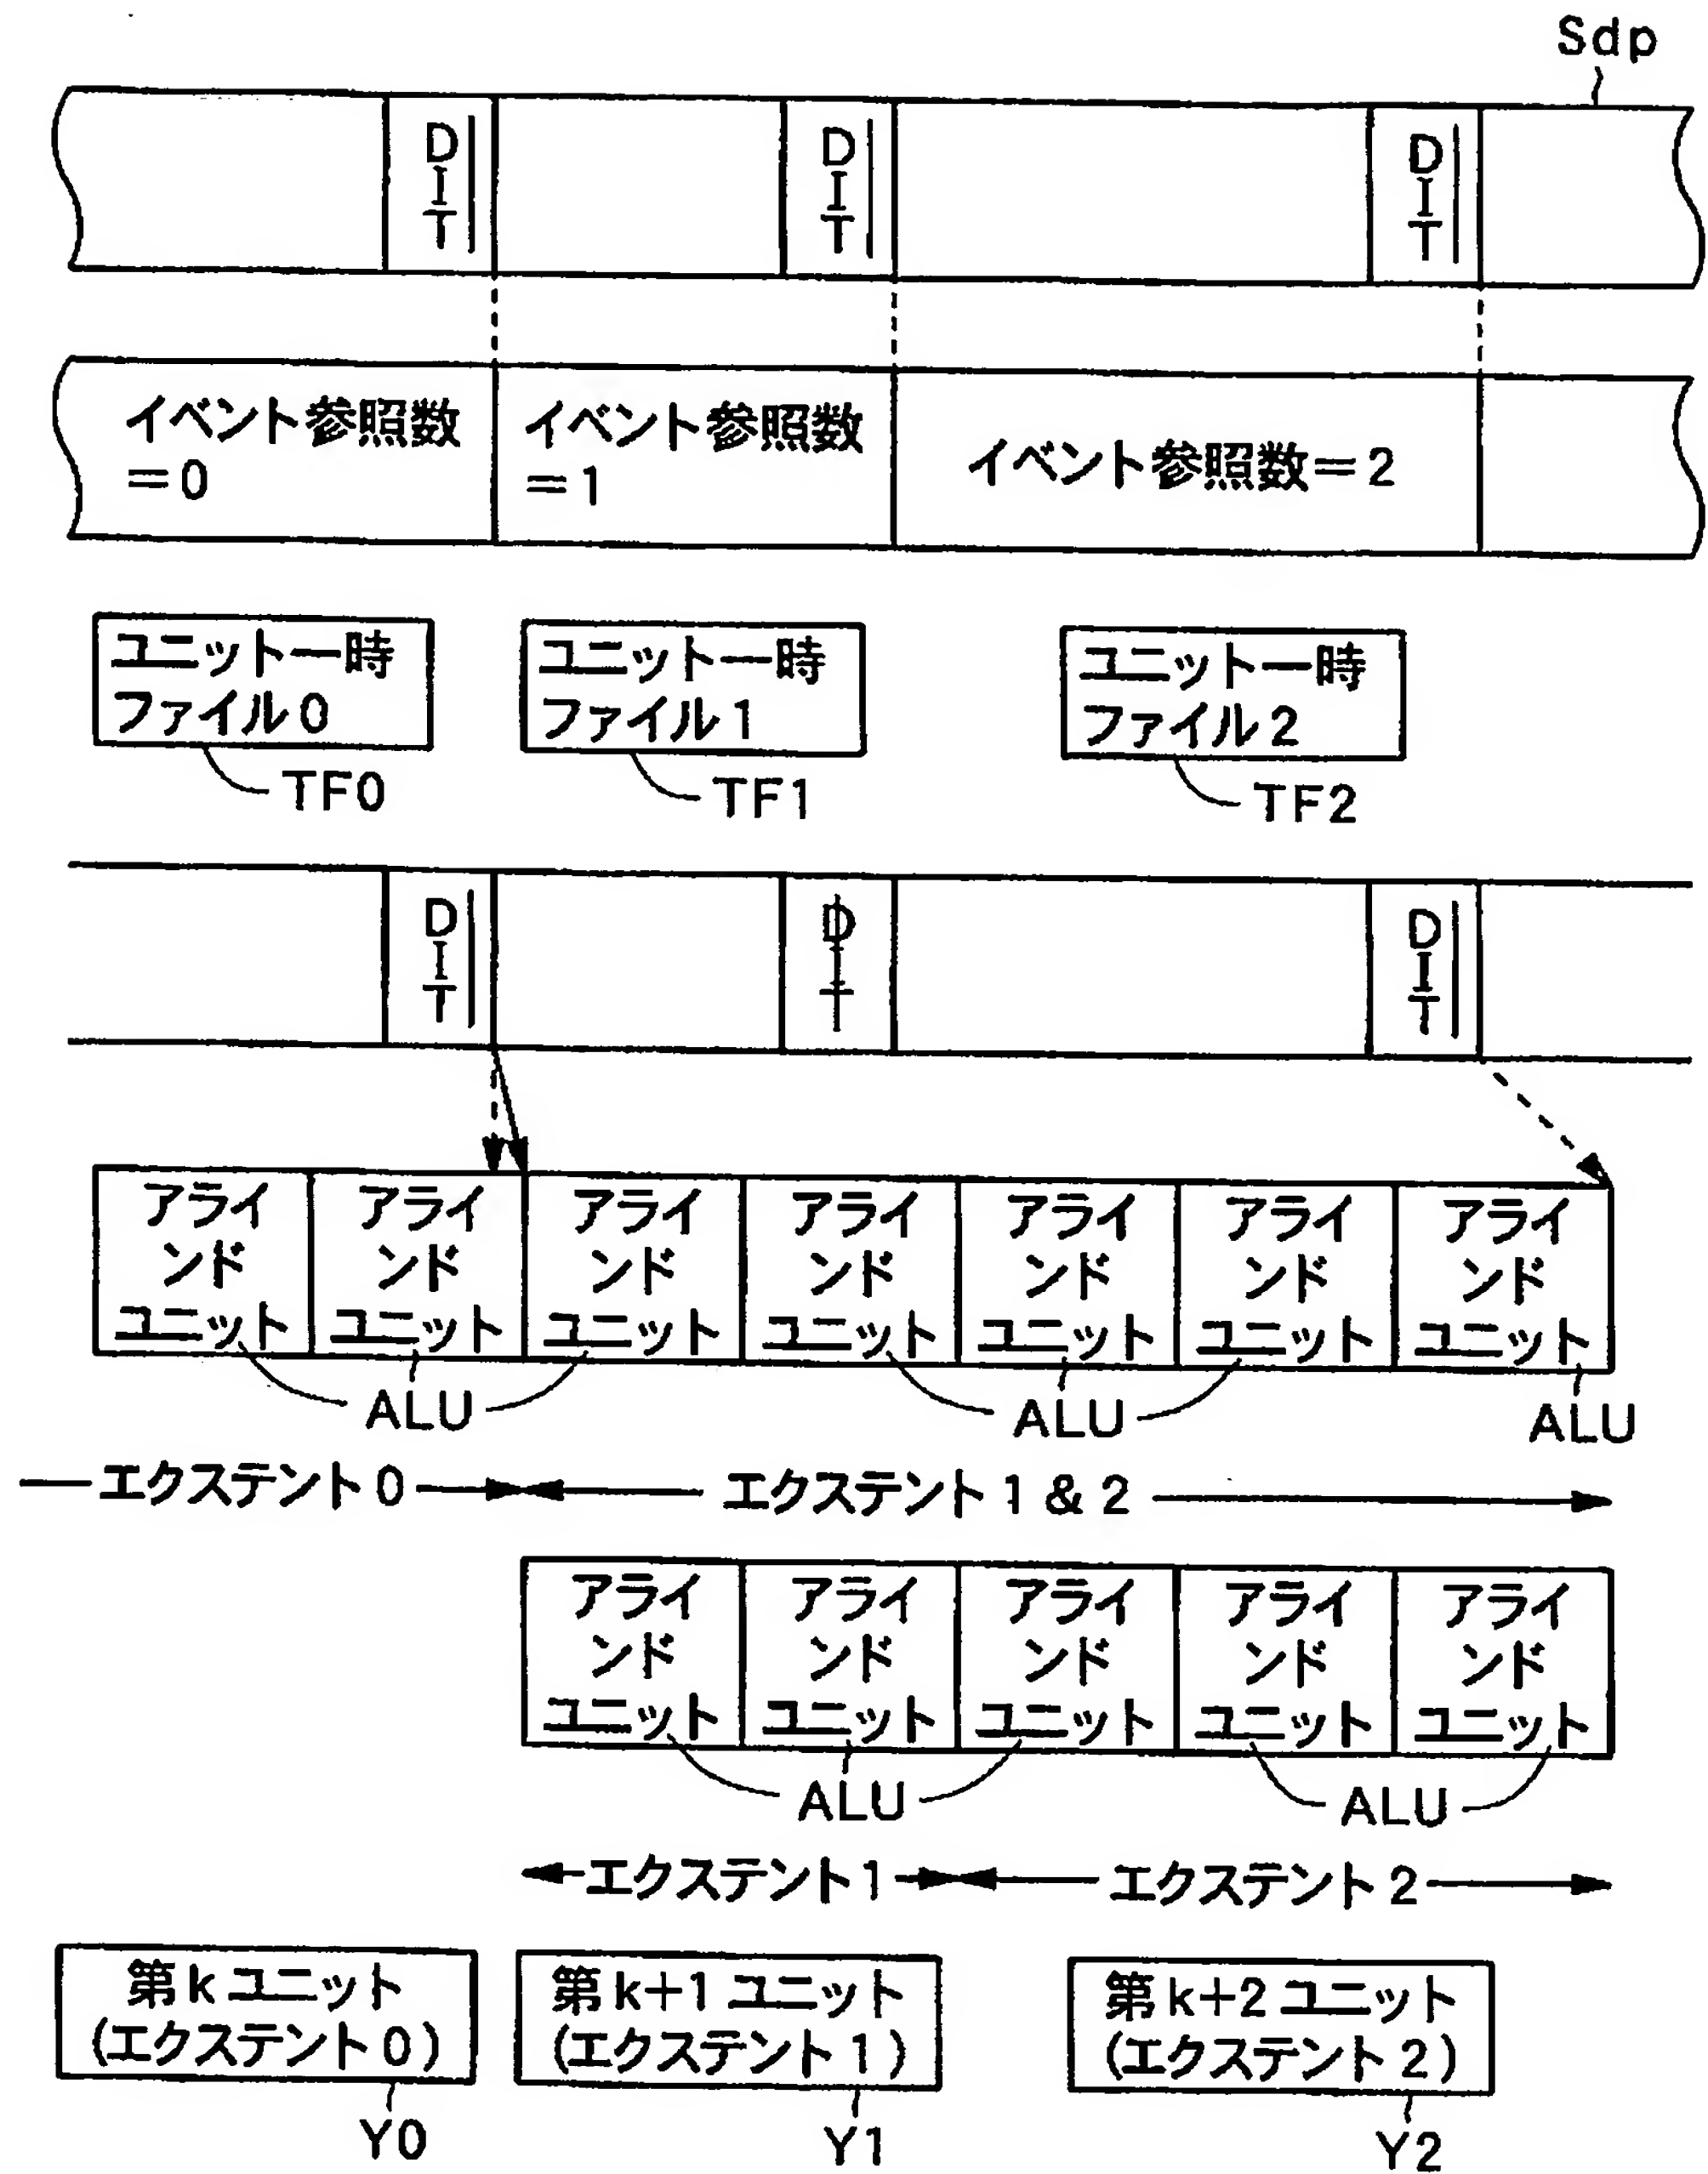 Sdp
DIT
DIT
DIT
イベント参照数
=0
イベント参照数
=1
イベント参照数=2
ユニット一時
ファイル0
ユニット一時
ファイル1
ユニット一時
ファイル2
TF0
TF1
TF2
DIT
DIT
DIT
アライ
ンド
ユニット
アライ
ンド
ユニット
アライ
ンド
ユニット
アライ
ンド
ユニット
アライ
ンド
ユニット
アライ
ンド
ユニット
アライ
ンド
ユニット
ALU
ALU
ALU
エクステント0
エクステント1&2
アライ
ンド
ユニット
アライ
ンド
ユニット
アライ
ンド
ユニット
アライ
ンド
ユニット
アライ
ンド
ユニット
ALU
ALU
エクステント1
エクステント2
第kユニット
(エクステント0)
第k+1ユニット
(エクステント1)
第k+2ユニット
(エクステント2)
Y0
Y1
Y2